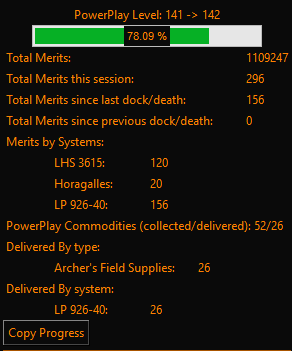 PowerPlay Level: 141 -> 142
78.09 %
Total Merits: 1109247
Total Merits this session: 296
Total Merits since last dock/death: 156
Total Merits since previous dock/death: 0
Merits by Systems:
LHS 3615: 120
Horagalles: 20
LP 926-40: 156
PowerPlay Commodities (collected/delivered): 52/26
Delivered By type:
Archer's Field Supplies: 26
Delivered By system:
LP 926-40: 26
Copy Progress